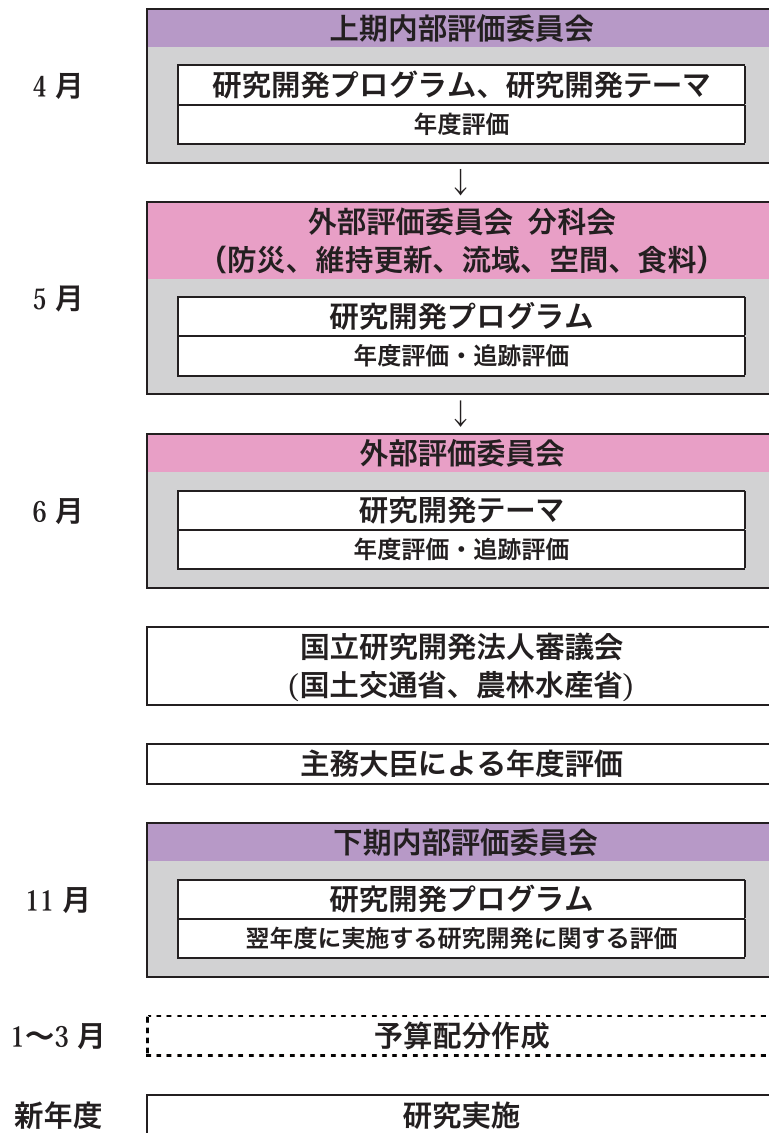 上期内部評価委員会
4 月
研究開発プログラム、研究開発テーマ
年度評価
↓
外部評価委員会 分科会
（防災、維持更新、流域、空間、食料）
5 月
研究開発プログラム
年度評価・追跡評価
↓
外部評価委員会
6 月
研究開発テーマ
年度評価・追跡評価
国立研究開発法人審議会
(国土交通省、農林水産省)
主務大臣による年度評価
下期内部評価委員会
11 月
研究開発プログラム
翌年度に実施する研究開発に関する評価
1～3 月 予算配分作成
新年度 研究実施